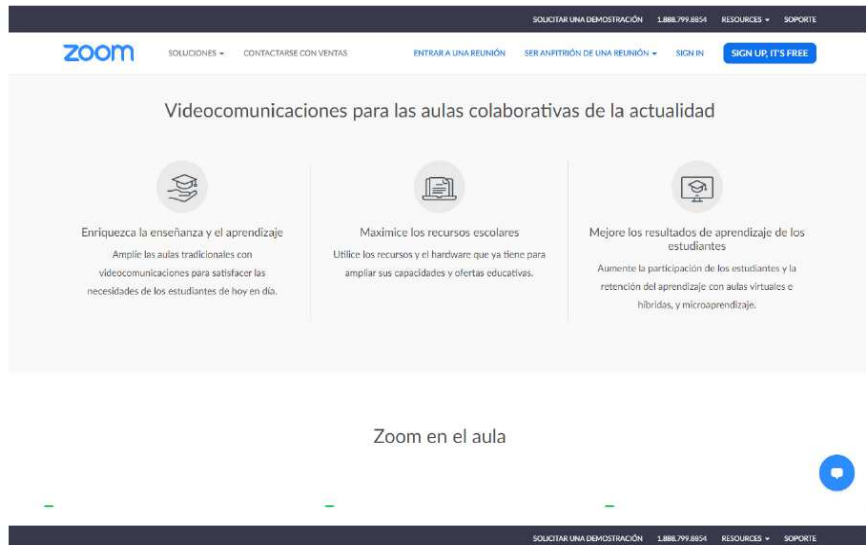 SOLICITAR UNA DEMOSTRACIÓN 1.888.799.8854 RESOURCES SOPORTE
zoom SOLUCIONES CONTACTARSE CON VENTAS ENTRAR A UNA REUNIÓN SER ANFITRIÓN DE UNA REUNIÓN SIGN IN SIGN UP, IT'S FREE
Videocomunicaciones para las aulas colaborativas de la actualidad
Enriquezca la enseñanza y el aprendizaje
Amplíe las aulas tradicionales con
videocomunicaciones para satisfacer las
necesidades de los estudiantes de hoy en día.
Maximice los recursos escolares
Utilice los recursos y el hardware que ya tiene para
ampliar sus capacidades y ofertas educativas.
Mejore los resultados de aprendizaje de los
estudiantes
Aumente la participación de los estudiantes y la
retención del aprendizaje con aulas virtuales e
híbridas, y microaprendizaje.
Zoom en el aula
SOLICITAR UNA DEMOSTRACIÓN 1.888.799.8854 RESOURCES SOPORTE